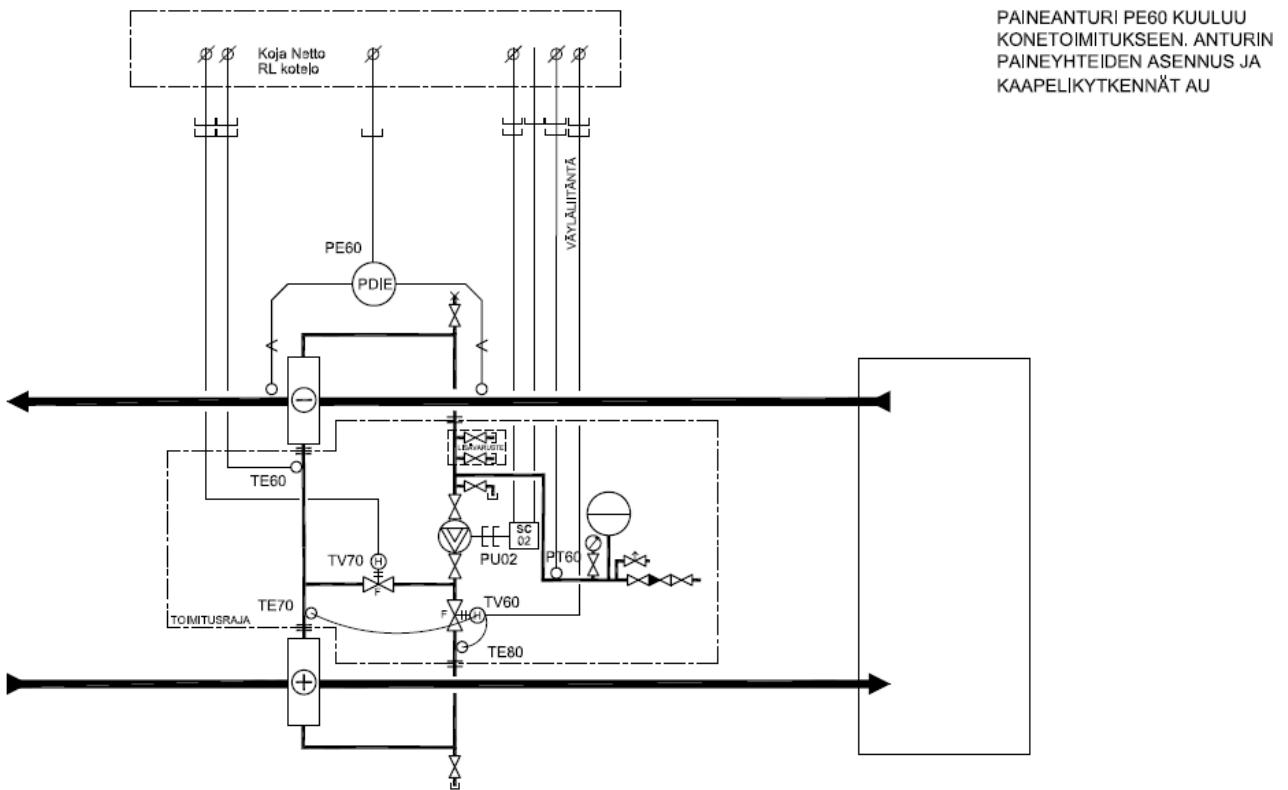 PAINEANTURI PE60 KUULUU
KONETOIMITUKSEEN. ANTURIN
PAINEYHTEIDEN ASENNUS JA
KAAPELIKYTKENNÄT AU
Koja Netto
RL kotelo
VÄYLÄLIITÄNTÄ
PE60
PDIE
LISÄVARUSTE
TE60
SC
02
PU02
PT60
TV70
H
F
TE70
TV60
F
H
TOIMITUSRAJA
TE80